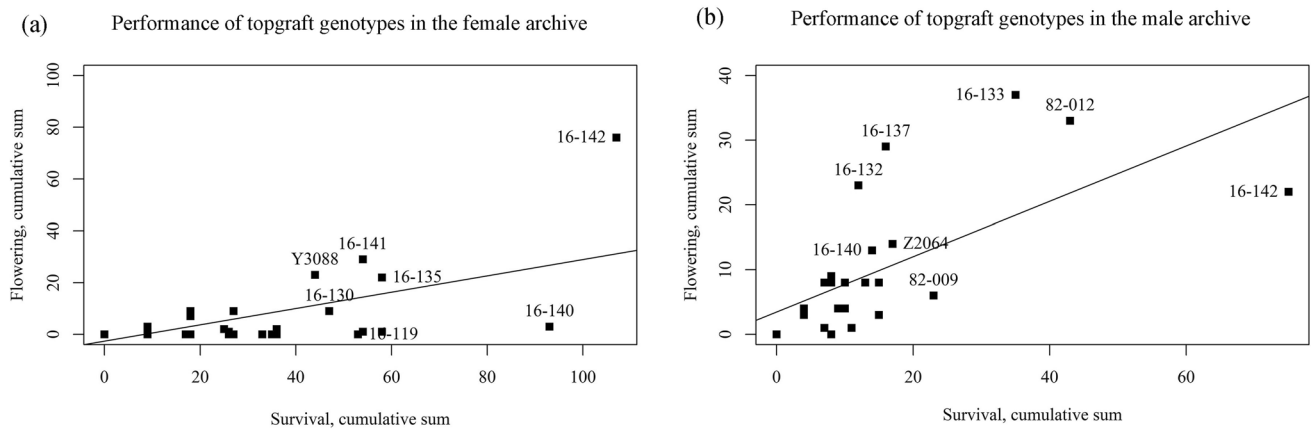 (a) Performance of topgraft genotypes in the female archive
Flowering, cumulative sum
100
80
60
40
20
0
16-142
16-141
Y3088
16-135
16-130
16-140
16-119
0 20 40 60 80 100
Survival, cumulative sum
(b) Performance of topgraft genotypes in the male archive
Flowering, cumulative sum
40
30
20
10
0
16-133
82-012
16-137
16-132
16-142
16-140 Z2064
82-009
0 20 40 60
Survival, cumulative sum